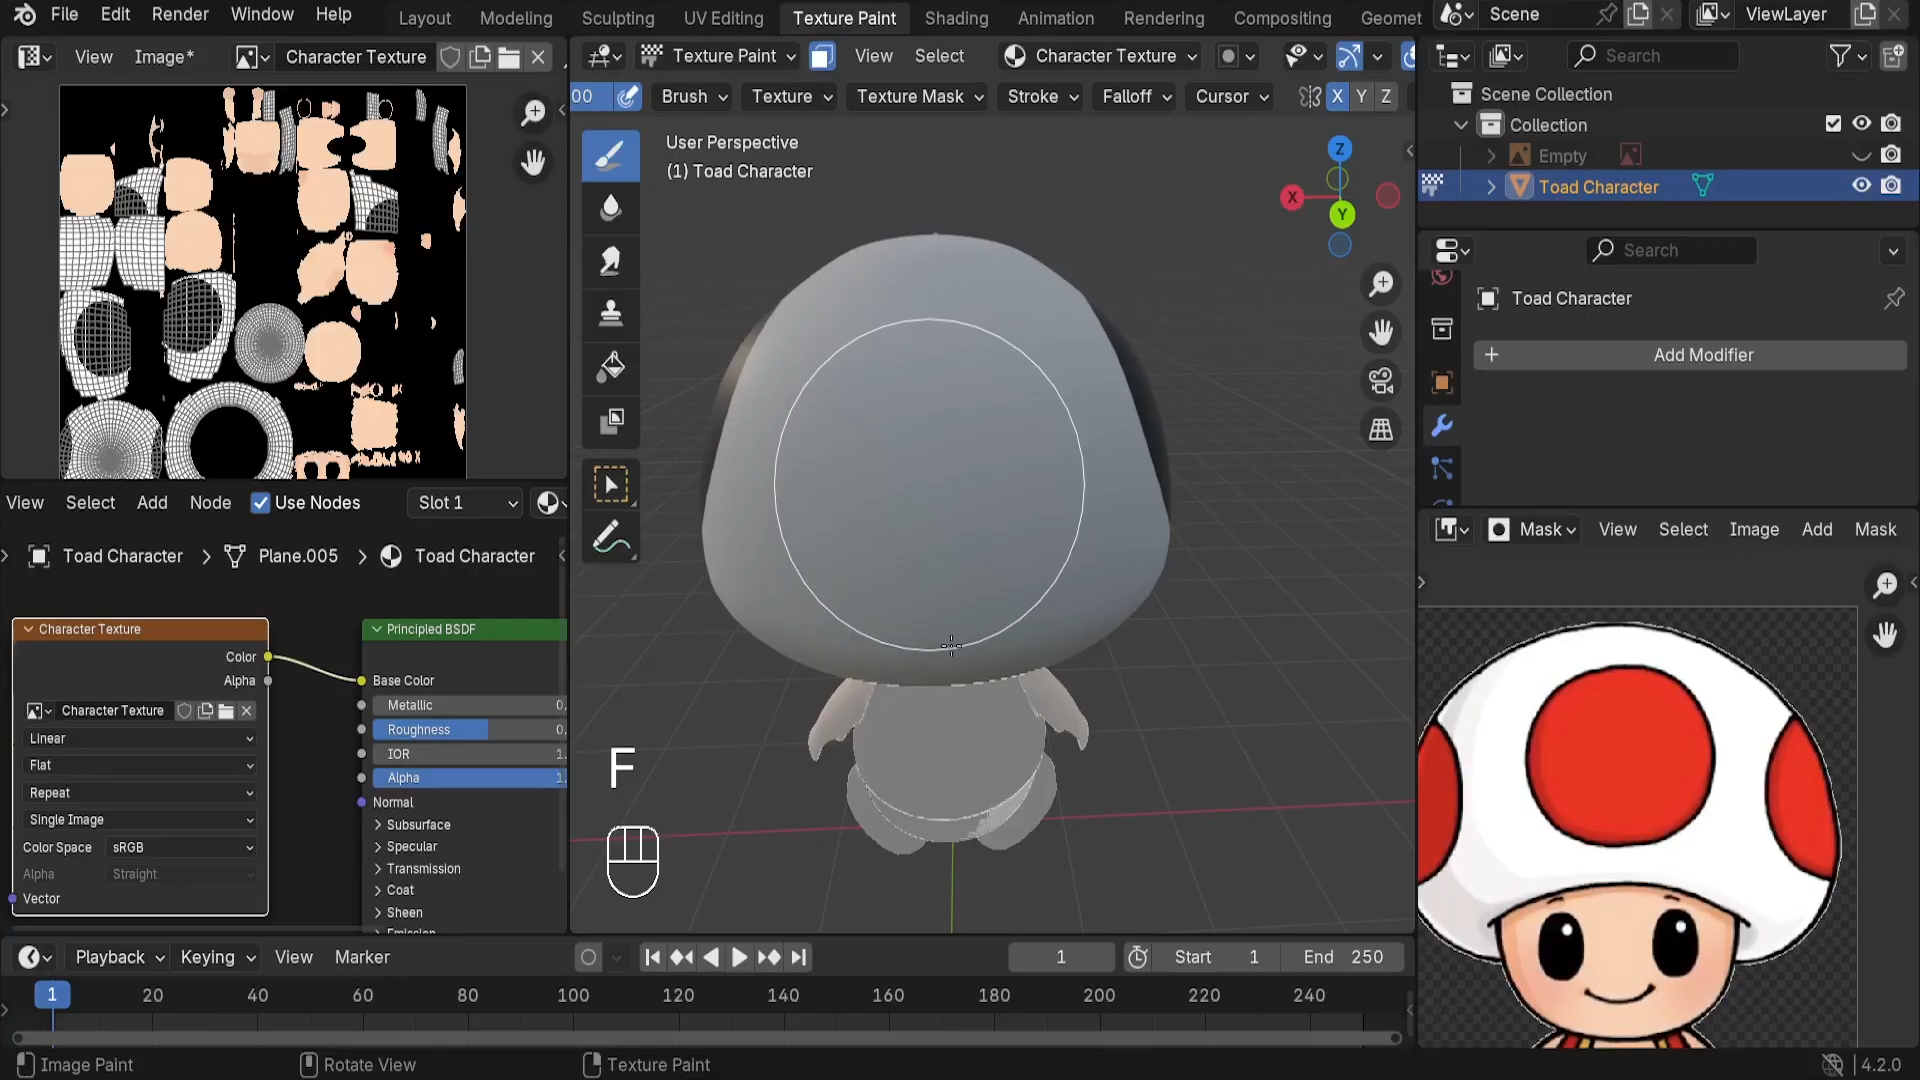 File Edit Render Window Help Layout Modeling Sculpting UV Editing Texture Paint Shading Animation Rendering Compositing Geomet Scene ViewLayer
View Image* Character Texture Texture Paint View Select Character Texture Search
00 Brush Texture Texture Mask Stroke Falloff Cursor X Y Z
Scene Collection
Collection
Empty
Toad Character
User Perspective
(1) Toad Character
Z
X
Y
Search
Toad Character
Add Modifier
View Select Add Node Use Nodes Slot 1
Toad Character Plane.005 Toad Character
Mask View Select Image Add Mask
Character Texture
Color
Alpha
Character Texture
Linear
Flat
Repeat
Single Image
Color Space sRGB
Alpha Straight
Vector
Principled BSDF
Base Color
Metallic 0.
Roughness 0.
IOR 1.
Alpha 1.
Normal
Subsurface
Specular
Transmission
Coat
Sheen
F
Playback Keying View Marker 1 Start 1 End 250
1 20 40 60 80 100 120 140 160 180 200 220 240
Image Paint Rotate View Texture Paint 4.2.0